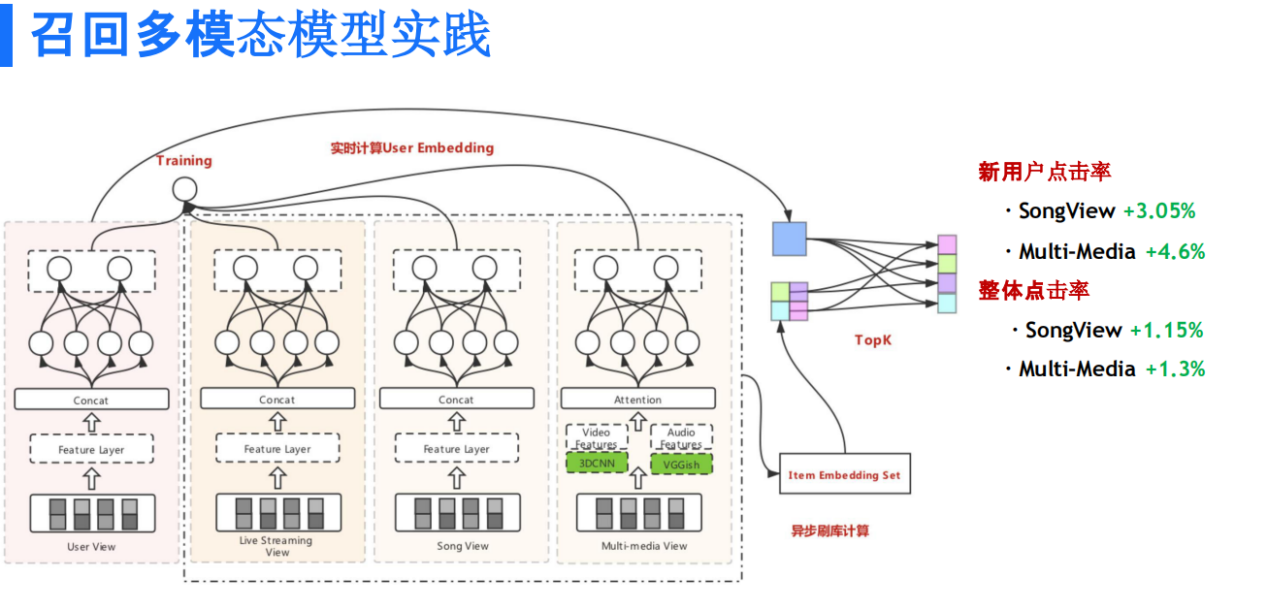 召回多模态模型实践
Training
实时计算User Embedding
Concat
Feature Layer
User View
Concat
Feature Layer
Live Streaming
View
Concat
Feature Layer
Song View
Attention
Video
Features
3DCNN
Audio
Features
VGGish
Multi-media View
TopK
Item Embedding Set
异步刷库计算
新用户点击率
· SongView +3.05%
· Multi-Media +4.6%
整体点击率
· SongView +1.15%
· Multi-Media +1.3%